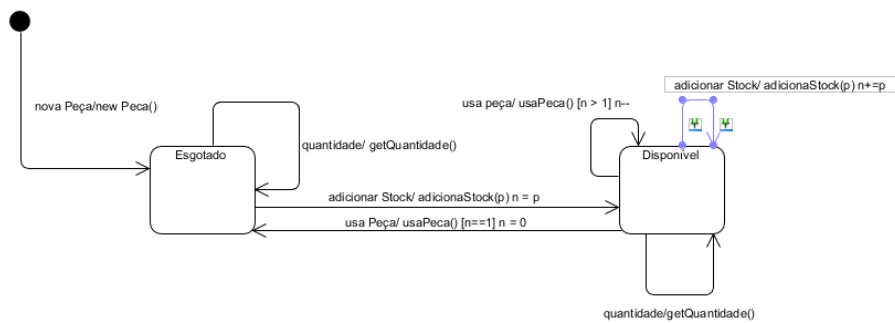 adicionar Stock/ adicionaStock(p) n+=p
nova Peça/new Peca()
usa peça/ usaPeca() [n > 1] n--
quantidade/ getQuantidade()
Esgotado
Disponível
adicionar Stock/ adicionaStock(p) n = p
usa Peça/ usaPeca() [n==1] n = 0
quantidade/getQuantidade()